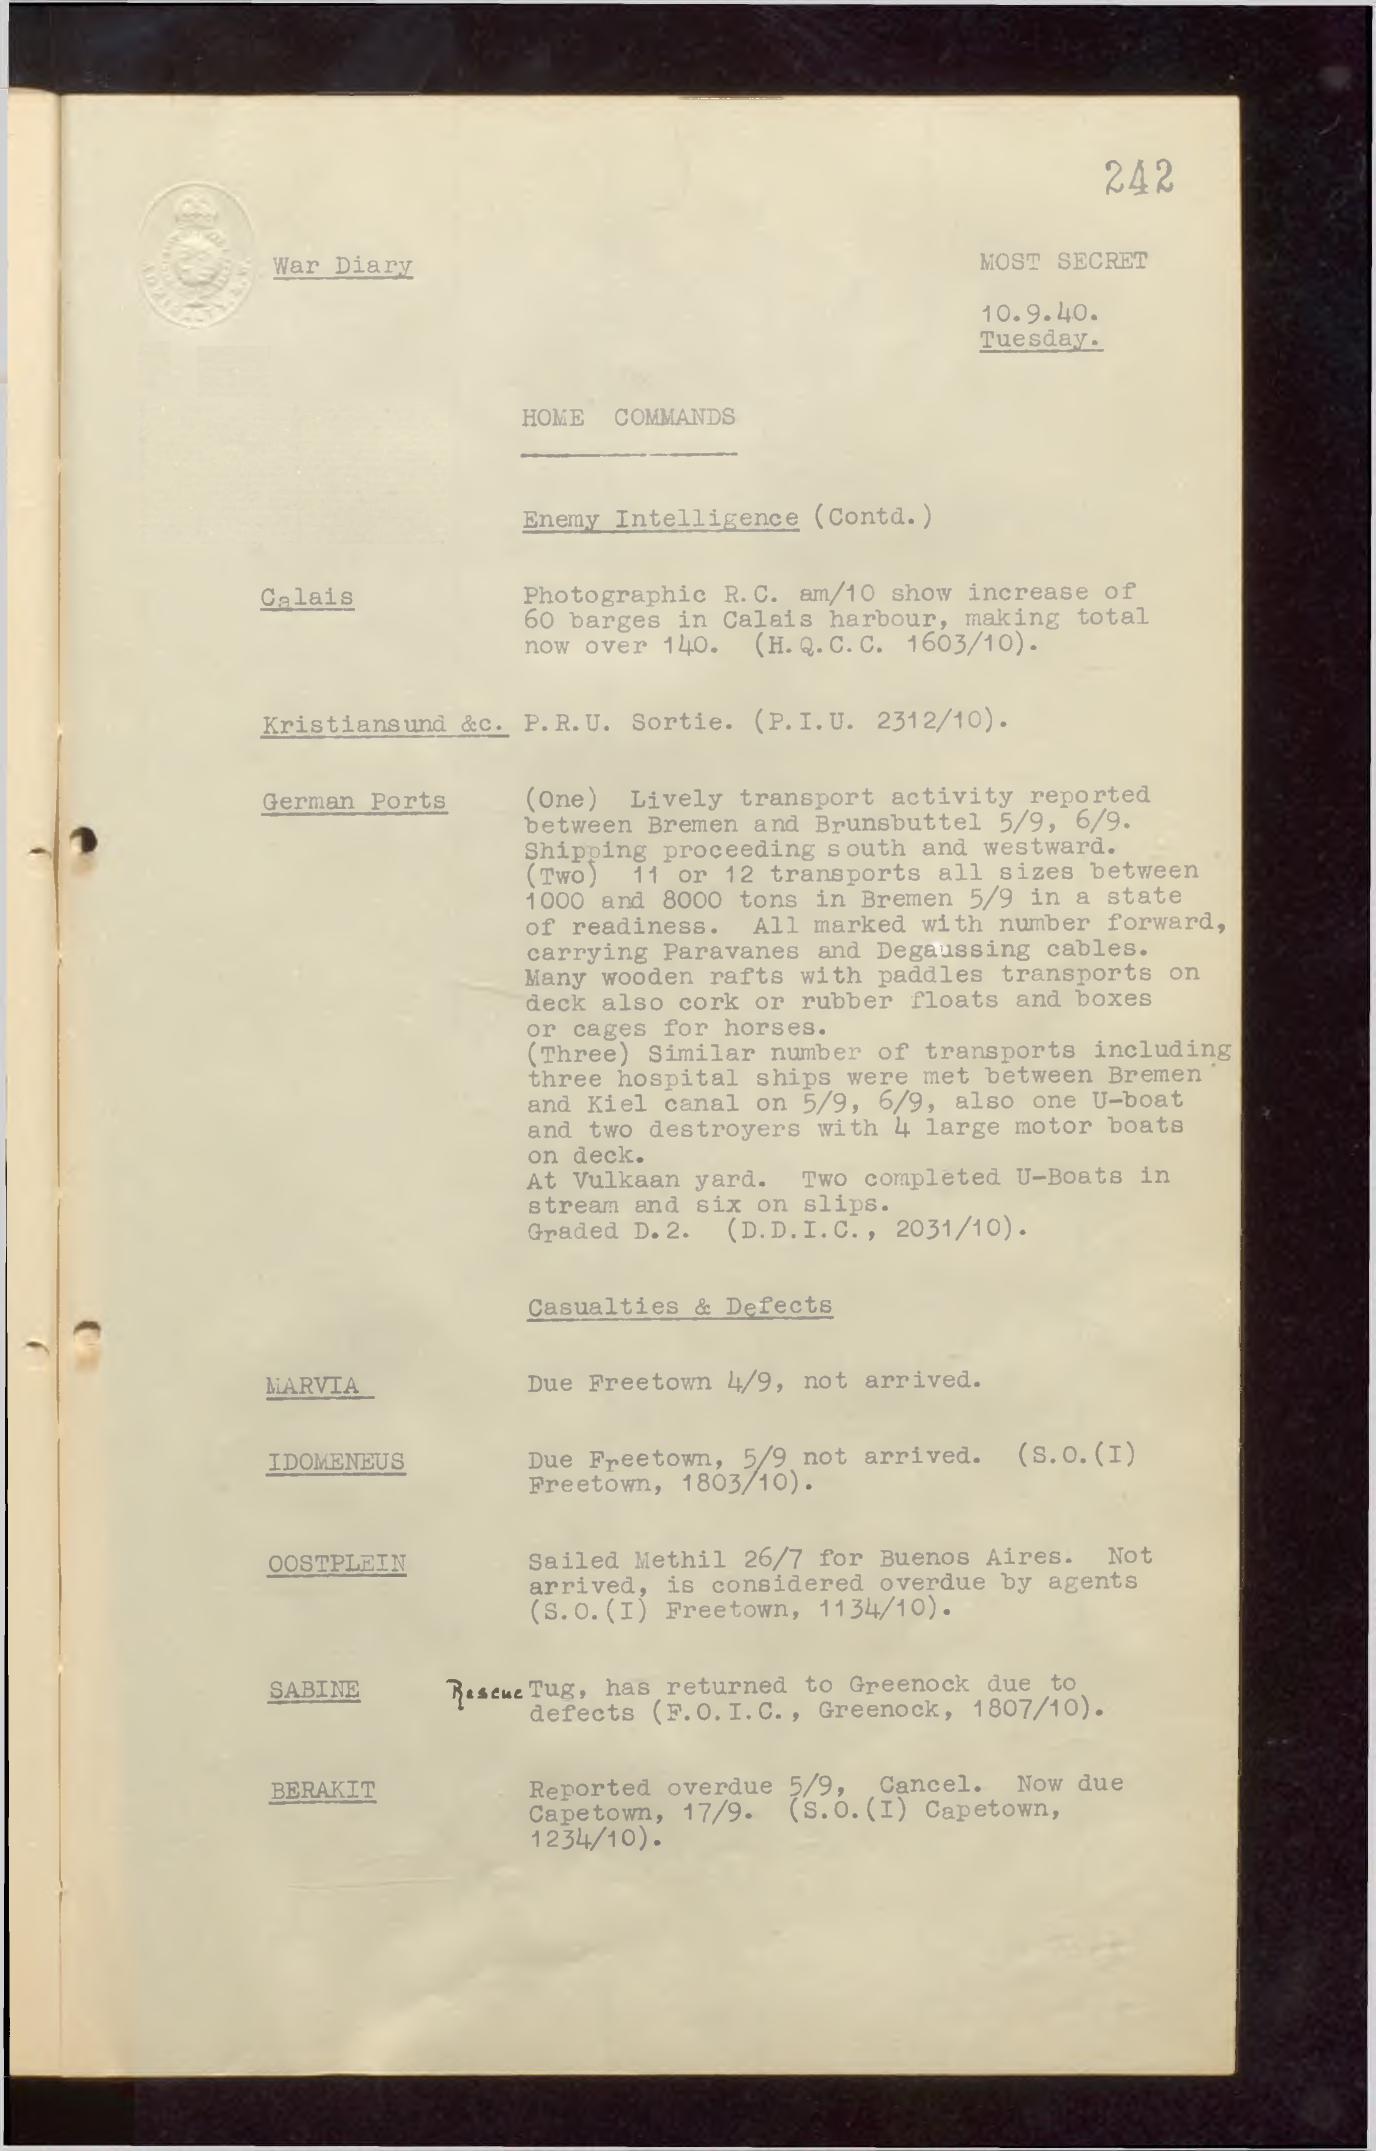 242
War Diary
MOST SECRET
10.9.40.
Tuesday.
HOME COMMANDS
Enemy Intelligence (Contd.)
Calais
Photographic R.C. am/10 show increase of
60 barges in Calais harbour, making total
now over 140. (H.Q.C.C. 1603/10).
Kristiansund &c. P.R.U. Sortie. (P.I.U. 2312/10).
German Ports
(One) Lively transport activity reported
between Bremen and Brunsbuttel 5/9, 6/9.
Shipping proceeding south and westward.
(Two) 11 or 12 transports all sizes between
1000 and 8000 tons in Bremen 5/9 in a state
of readiness. All marked with number forward,
carrying Paravanes and Degaussing cables.
Many wooden rafts with paddles transports on
deck also cork or rubber floats and boxes
or cages for horses.
(Three) Similar number of transports including
three hospital ships were met between Bremen
and Kiel canal on 5/9, 6/9, also one U-boat
and two destroyers with 4 large motor boats
on deck.
At Vulkaan yard. Two completed U-Boats in
stream and six on slips.
Graded D.2. (D.D.I.C., 2031/10).
Casualties & Defects
MARVIA
Due Freetown 4/9, not arrived.
IDOMENEUS
Due Freetown, 5/9 not arrived. (S.O.(I)
Freetown, 1803/10).
OOSTPLEIN
Sailed Methil 26/7 for Buenos Aires. Not
arrived, is considered overdue by agents
(S.O.(I) Freetown, 1134/10).
SABINE
Rescue Tug, has returned to Greenock due to
defects (F.O.I.C., Greenock, 1807/10).
BERAKIT
Reported overdue 5/9, Cancel. Now due
Capetown, 17/9. (S.O.(I) Capetown,
1234/10).